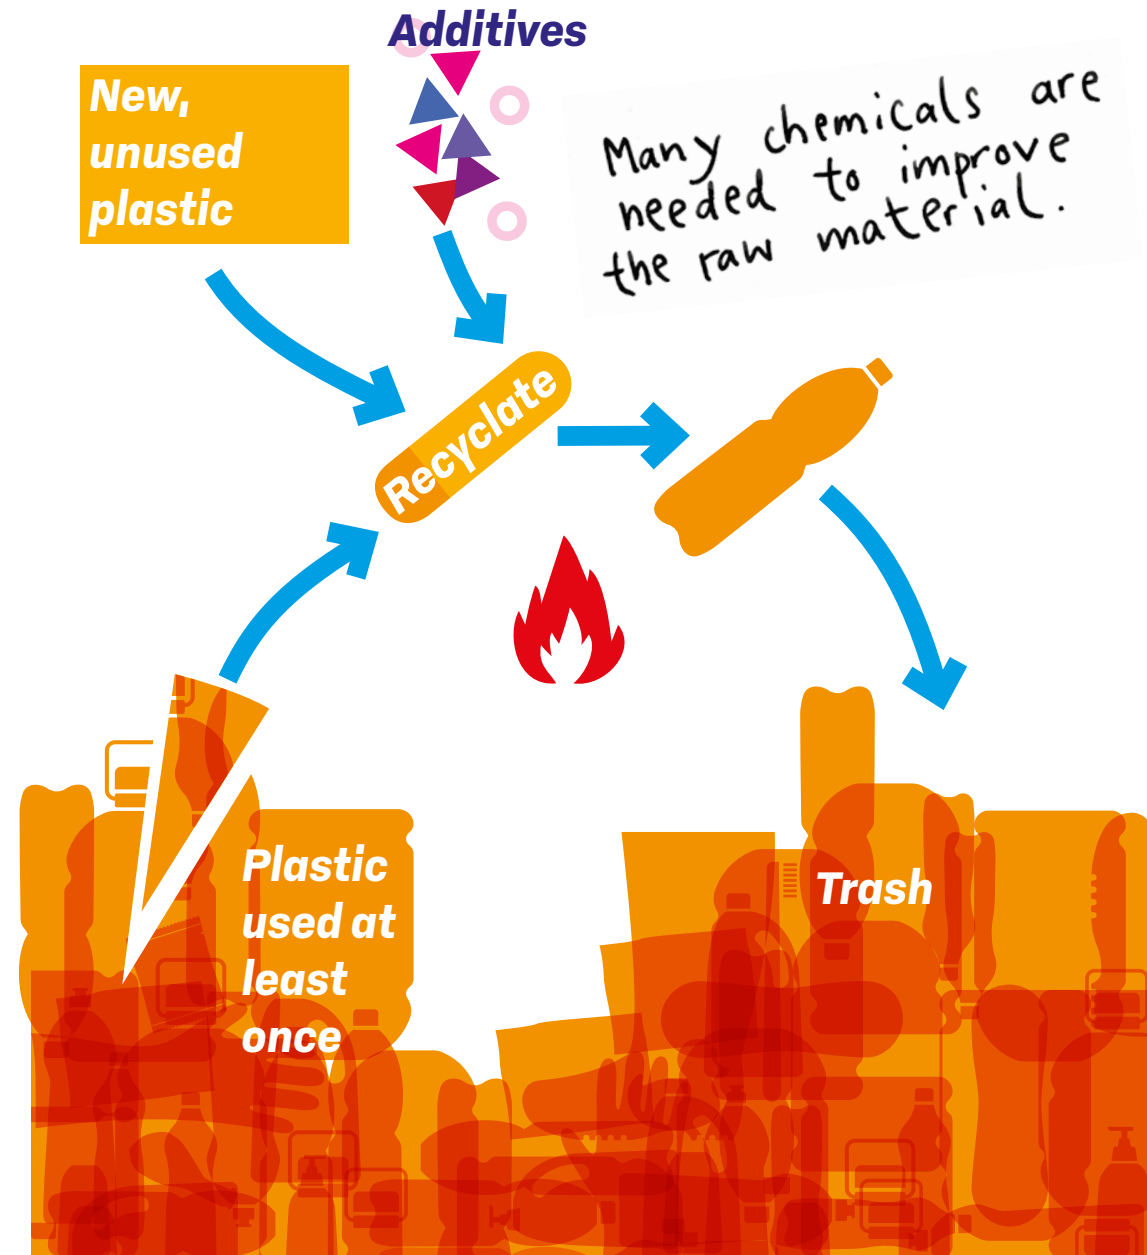 Additives
New,
unused
plastic
Many chemicals are
needed to improve
the raw material.
Recyclate
Plastic
used at
least
once
Trash